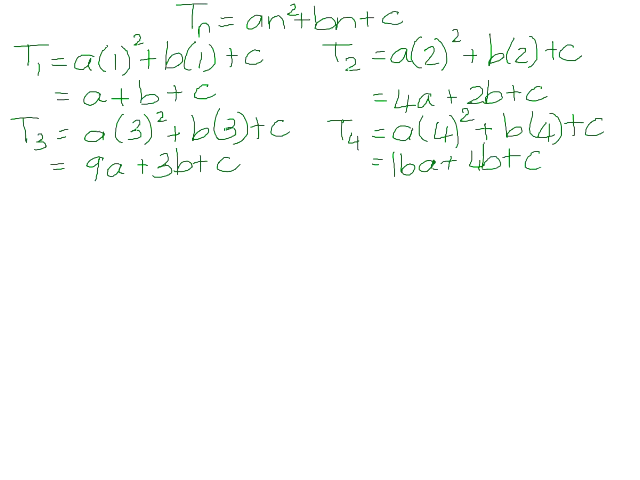 Tₙ = an² + bn + c
T₁ = a(1)² + b(1) + c
= a + b + c
T₂ = a(2)² + b(2) + c
= 4a + 2b + c
T₃ = a(3)² + b(3) + c
= 9a + 3b + c
T₄ = a(4)² + b(4) + c
= 16a + 4b + c